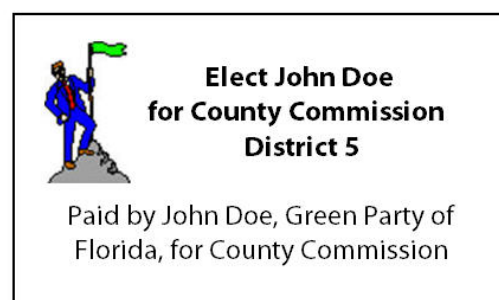 Elect John Doe
for County Commission
District 5
Paid by John Doe, Green Party of
Florida, for County Commission